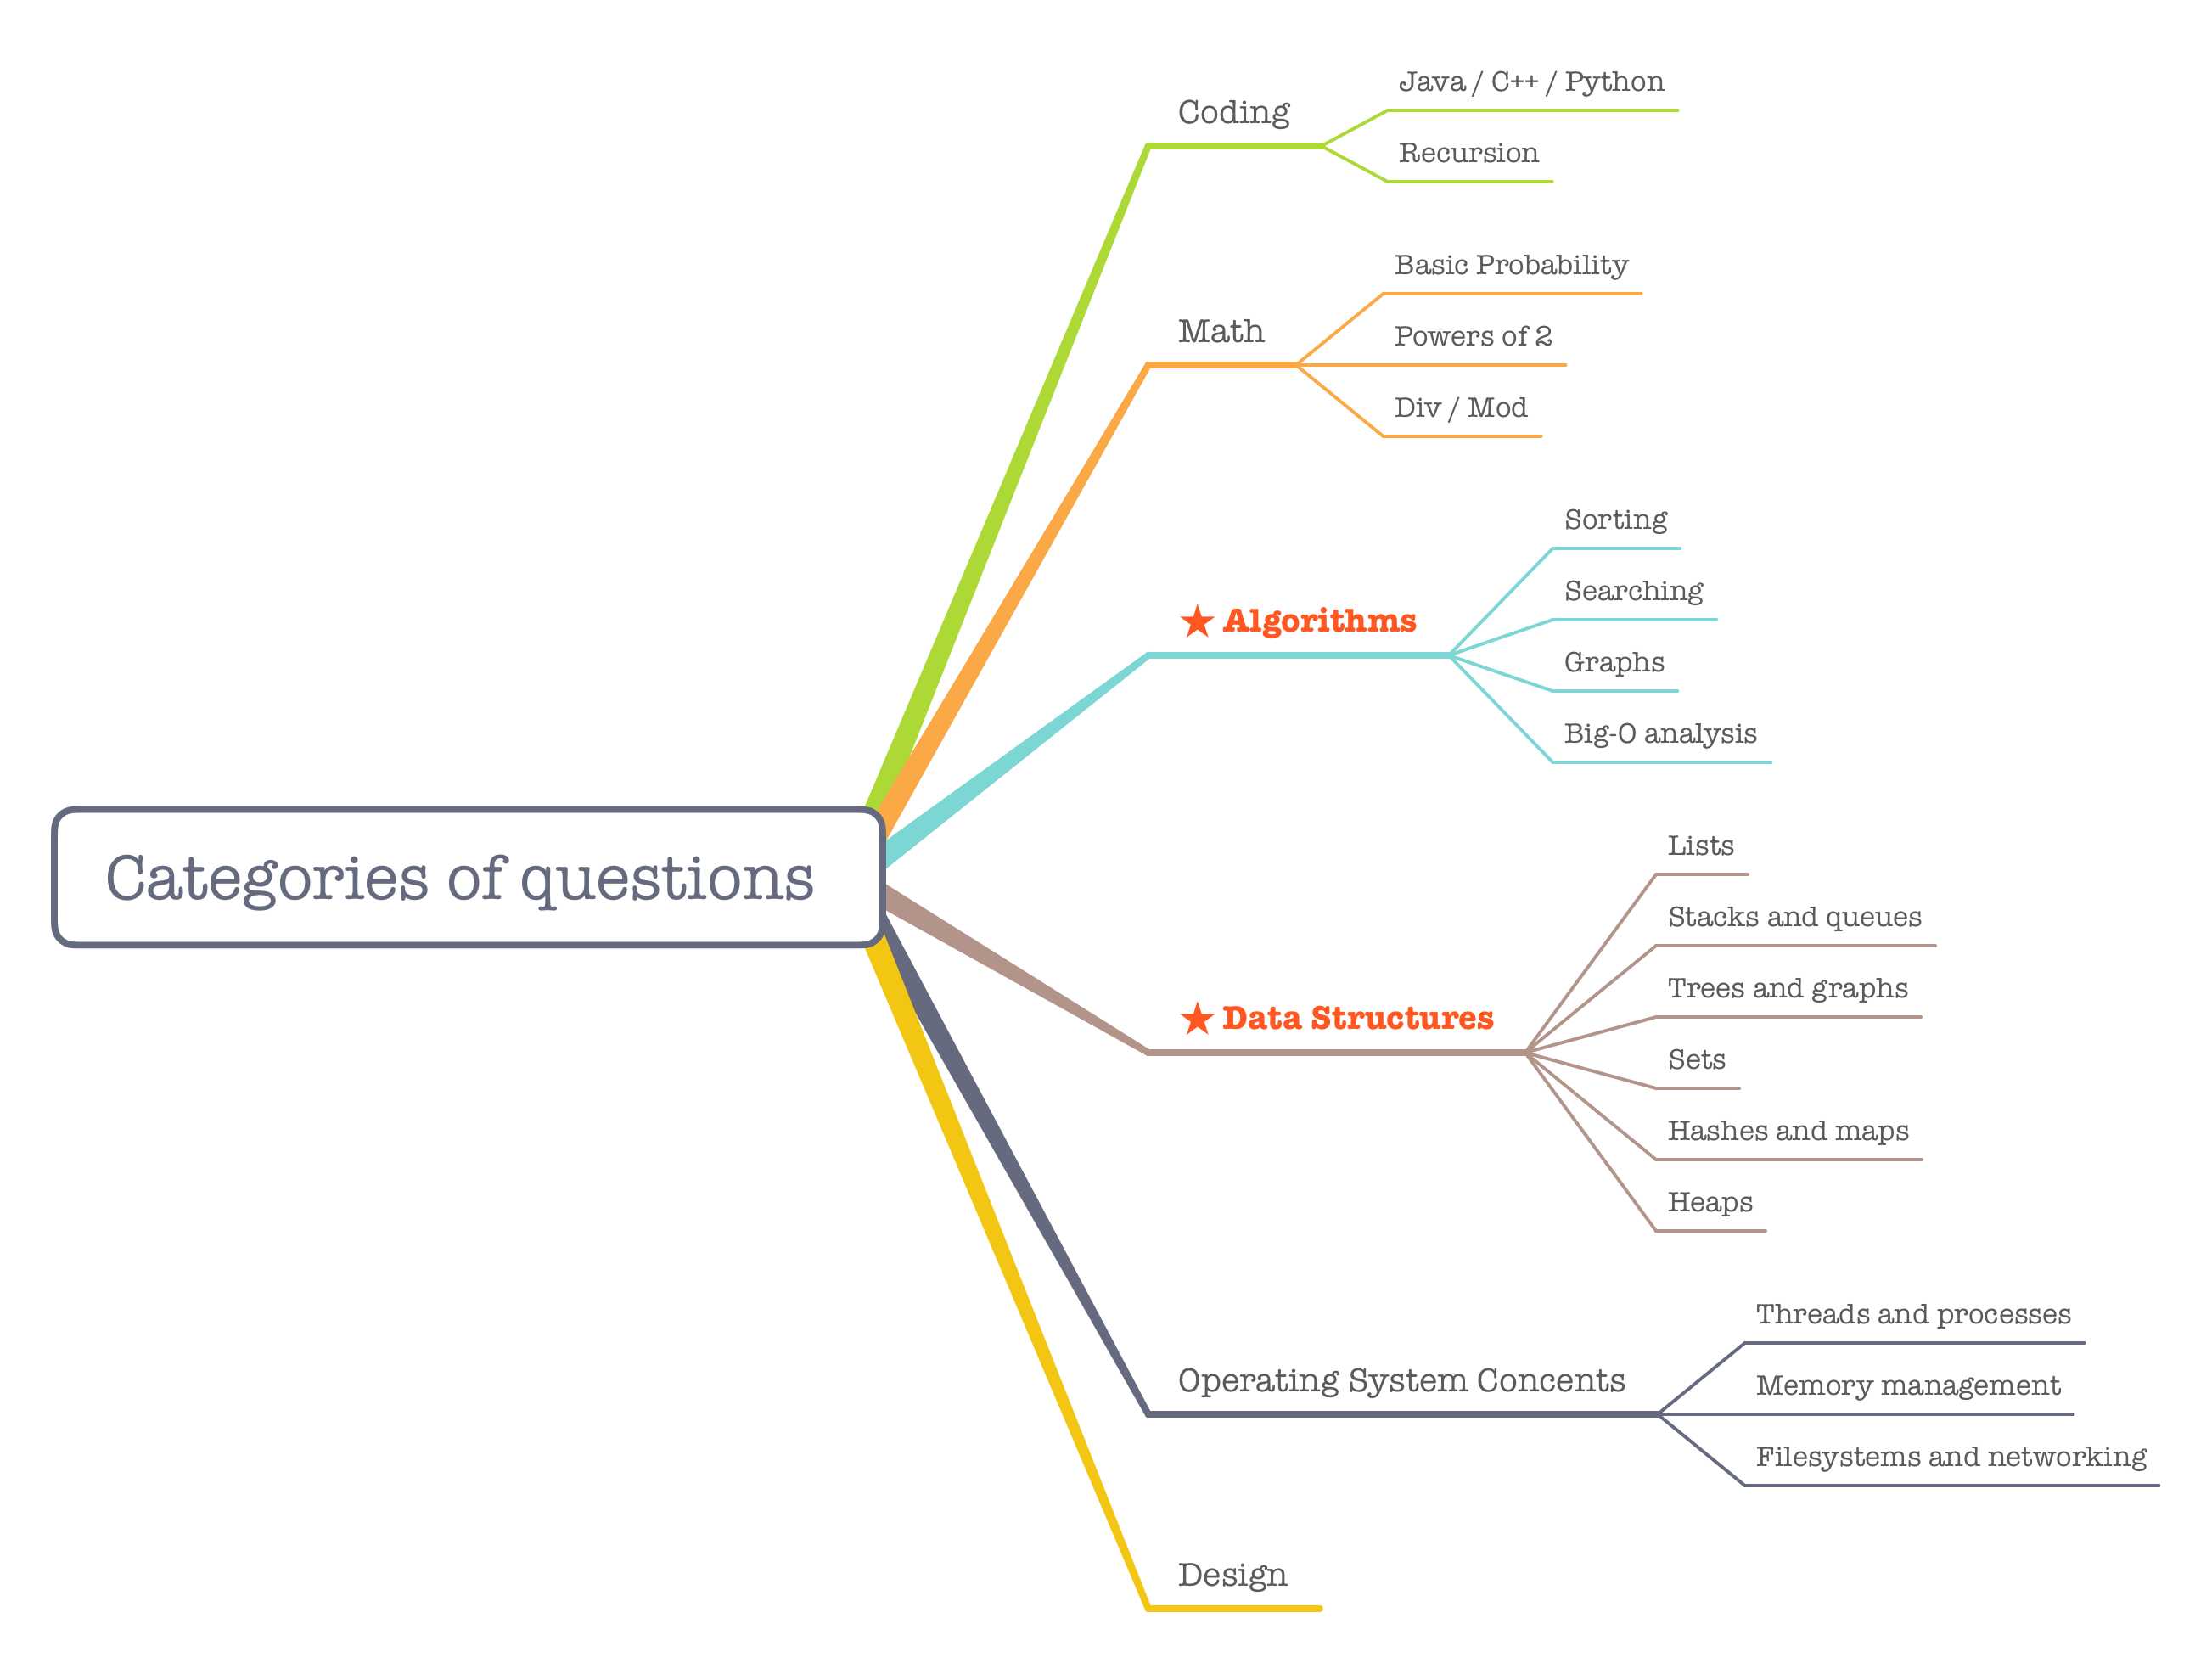 Categories of questions
Coding
Java / C++ / Python
Recursion
Math
Basic Probability
Powers of 2
Div / Mod
Algorithms
Sorting
Searching
Graphs
Big-O analysis
Data Structures
Lists
Stacks and queues
Trees and graphs
Sets
Hashes and maps
Heaps
Operating System Concents
Threads and processes
Memory management
Filesystems and networking
Design